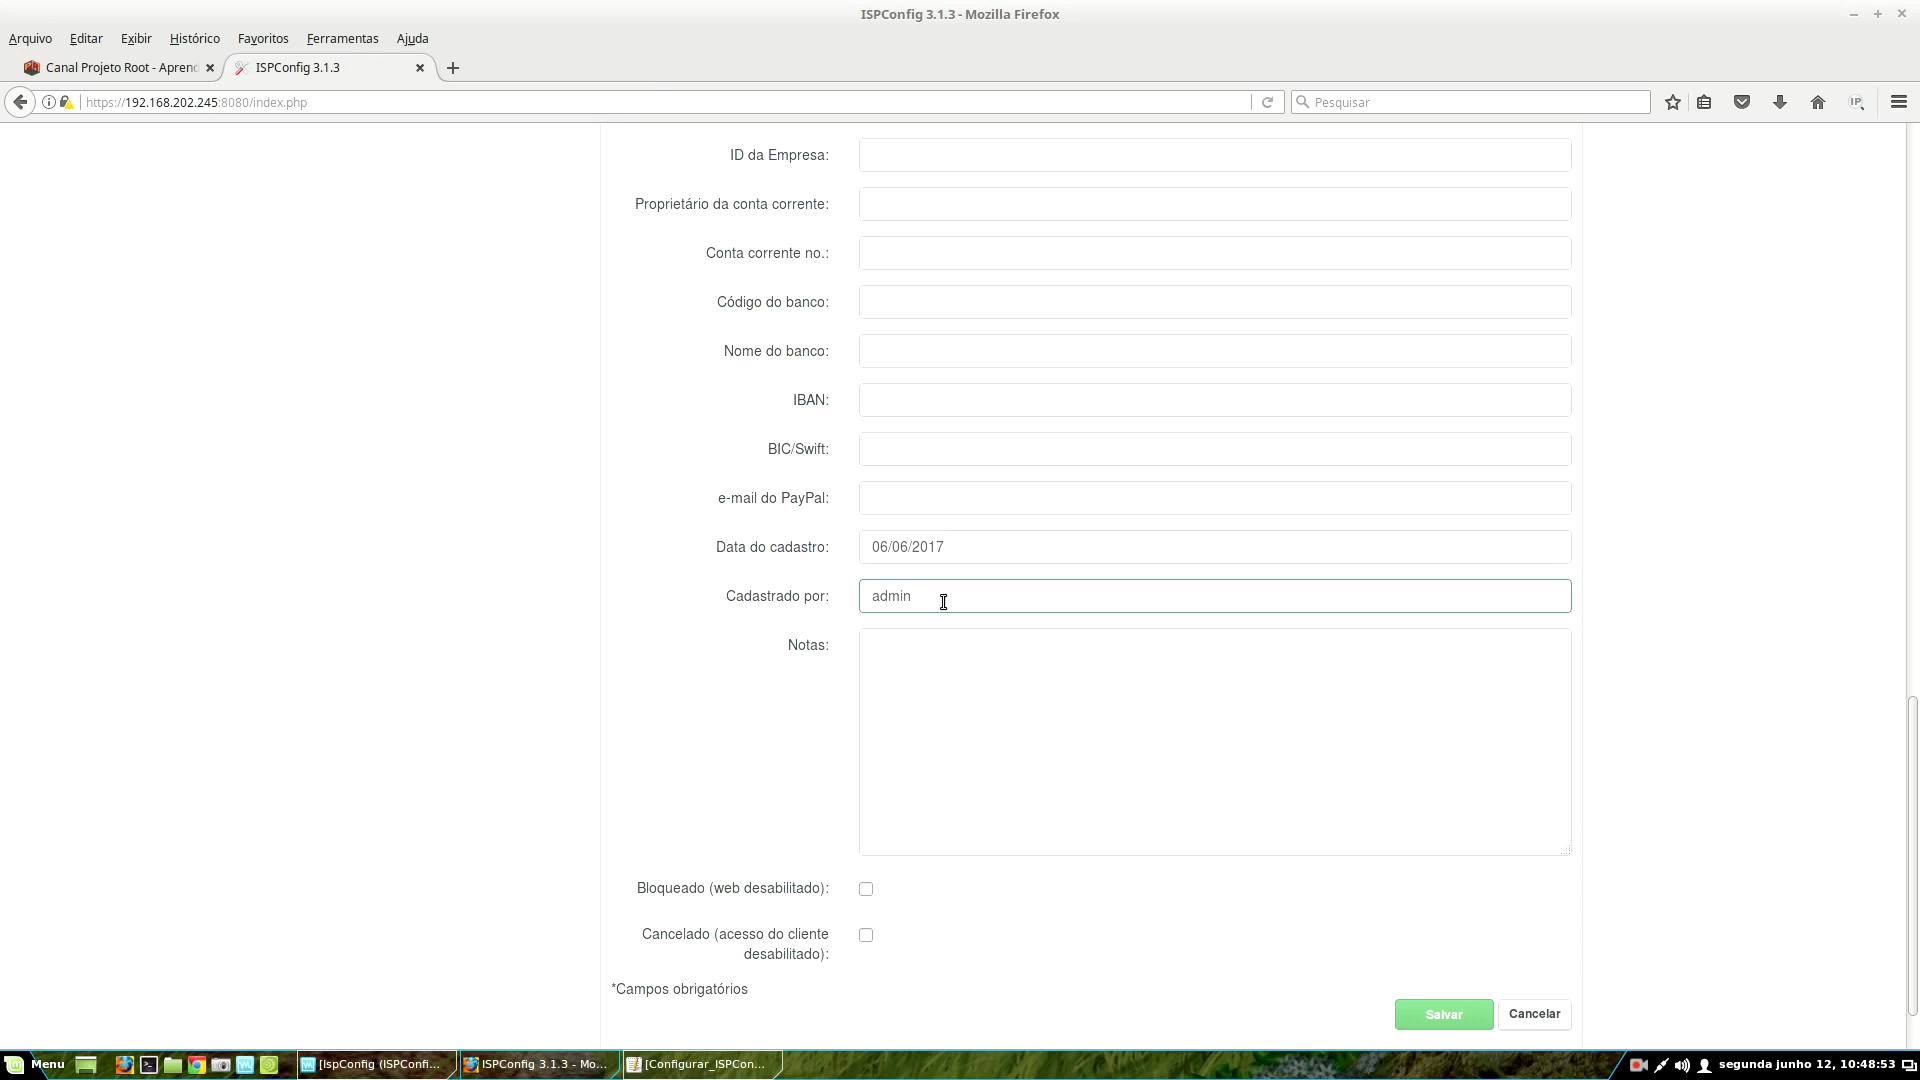 ISPConfig 3.1.3 - Mozilla Firefox
Arquivo Editar Exibir Histórico Favoritos Ferramentas Ajuda
Canal Projeto Root - Aprend
ISPConfig 3.1.3
https://192.168.202.245:8080/index.php
Pesquisar
IP
ID da Empresa:
Proprietário da conta corrente:
Conta corrente no.:
Código do banco:
Nome do banco:
IBAN:
BIC/Swift:
e-mail do PayPal:
Data do cadastro: 06/06/2017
Cadastrado por: admin
Notas:
Bloqueado (web desabilitado):
Cancelado (acesso do cliente
desabilitado):
*Campos obrigatórios
Salvar Cancelar
Menu [IspConfig (ISPConfi... ISPConfig 3.1.3 - Mo... [Configurar_ISPCon... segunda junho 12, 10:48:53